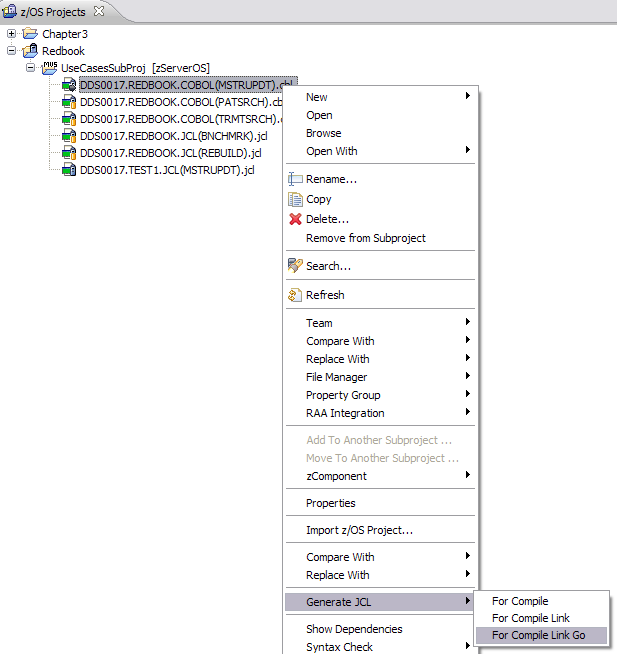 z/OS Projects
Chapter3
Redbook
MVS
UseCasesSubProj [zServerOS]
DDS0017.REDBOOK.COBOL(MSTRUPDT).cbl
DDS0017.REDBOOK.COBOL(PATSRCH).cb
DDS0017.REDBOOK.COBOL(TRMTSRCH).c
DDS0017.REDBOOK.JCL(BNCHMRK).jcl
DDS0017.REDBOOK.JCL(REBUILD).jcl
DDS0017.TEST1.JCL(MSTRUPDT).jcl
New
Open
Browse
Open With
Rename...
Copy
Delete...
Remove from Subproject
Search...
Refresh
Team
Compare With
Replace With
File Manager
Property Group
RAA Integration
Add To Another Subproject ...
Move To Another Subproject ...
zComponent
Properties
Import z/OS Project...
Compare With
Replace With
Generate JCL
For Compile
For Compile Link
For Compile Link Go
Show Dependencies
Syntax Check